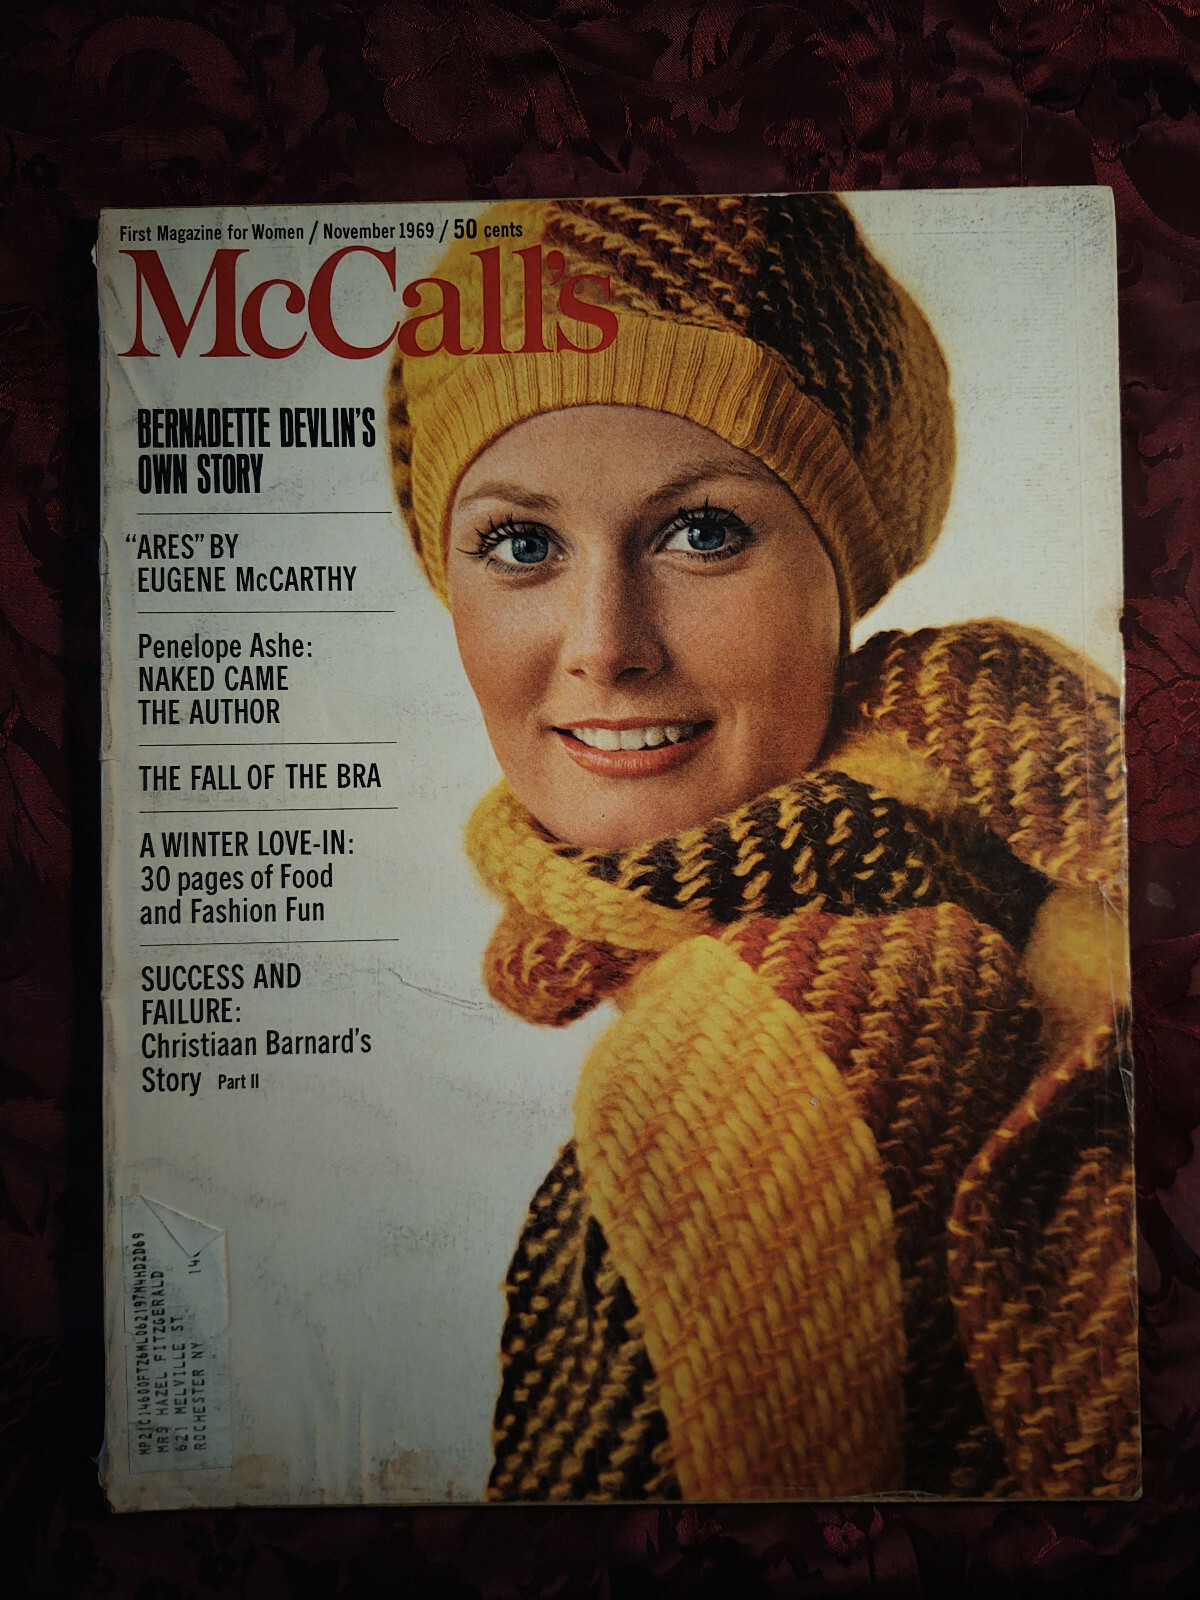 First Magazine for Women / November 1969 / 50 cents
McCall's
BERNADETTE DEVLIN'S
OWN STORY
"ARES" BY
EUGENE McCARTHY
Penelope Ashe:
NAKED CAME
THE AUTHOR
THE FALL OF THE BRA
A WINTER LOVE-IN:
30 pages of Food
and Fashion Fun
SUCCESS AND
FAILURE:
Christiaan Barnard's
Story Part II
MRS HAZEL FITZGERALD
621 MELVILLE ST
ROCHESTER NY